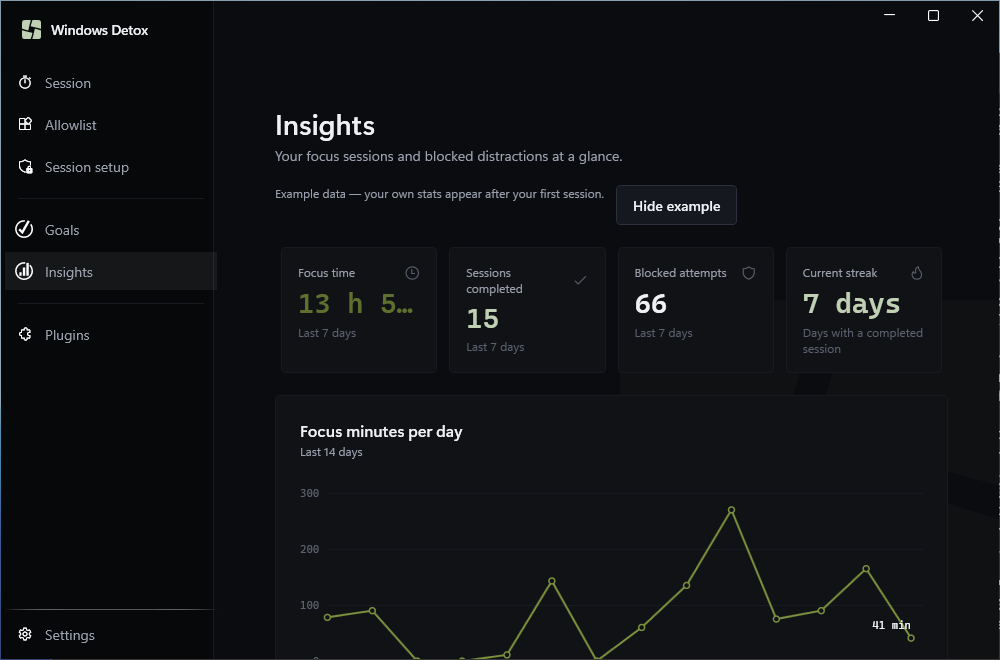 Windows Detox
Session
Allowlist
Session setup
Goals
Insights
Plugins
Settings
Insights
Your focus sessions and blocked distractions at a glance.
Example data — your own stats appear after your first session.
Hide example
Focus time
13 h 5…
Last 7 days
Sessions
completed
15
Last 7 days
Blocked attempts
66
Last 7 days
Current streak
7 days
Days with a completed
session
Focus minutes per day
Last 14 days
300
200
100
0
41 min